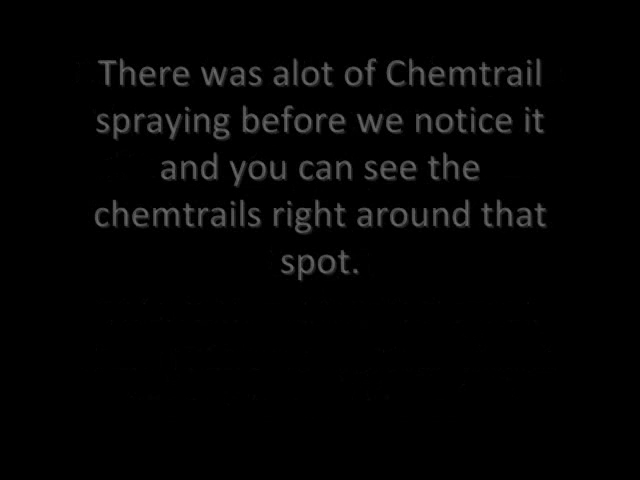 There was alot of Chemtrail
spraying before we notice it
and you can see the
chemtrails right around that
spot.